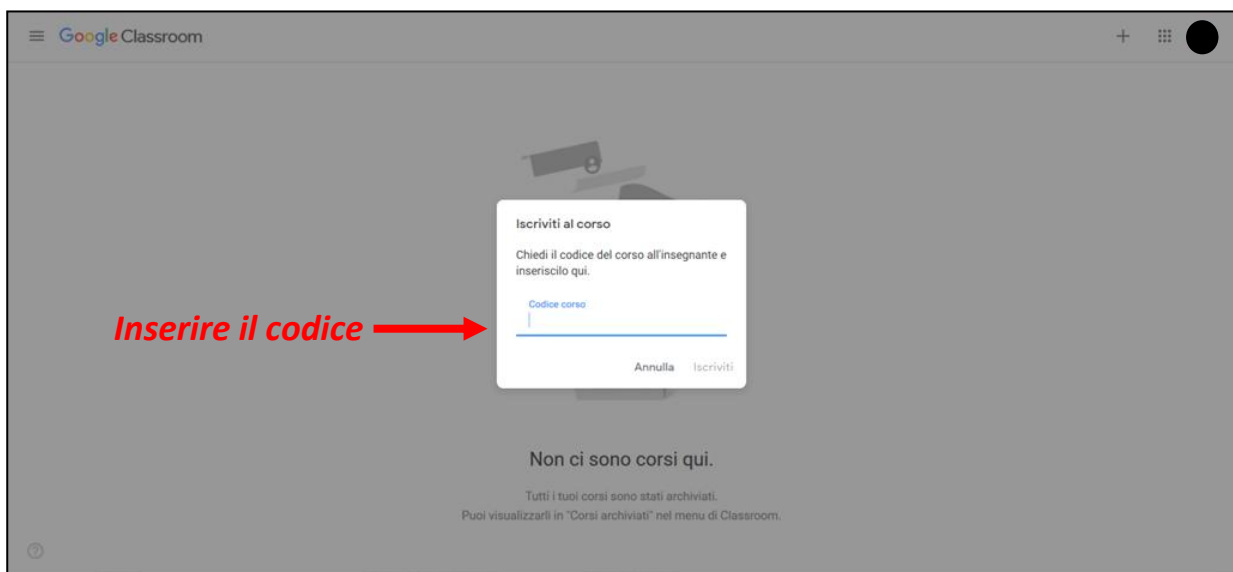 Google Classroom
Iscriviti al corso
Chiedi il codice del corso all'insegnante e
inseriscilo qui.
Codice corso
Inserire il codice
Annulla Iscriviti
Non ci sono corsi qui.
Tutti i tuoi corsi sono stati archiviati.
Puoi visualizzarli in "Corsi archiviati" nel menu di Classroom.